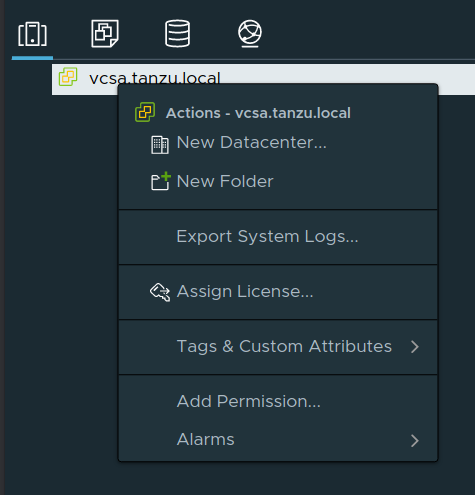 vcsa.tanzu.local
Actions - vcsa.tanzu.local
New Datacenter...
New Folder
Export System Logs...
Assign License...
Tags & Custom Attributes
Add Permission...
Alarms